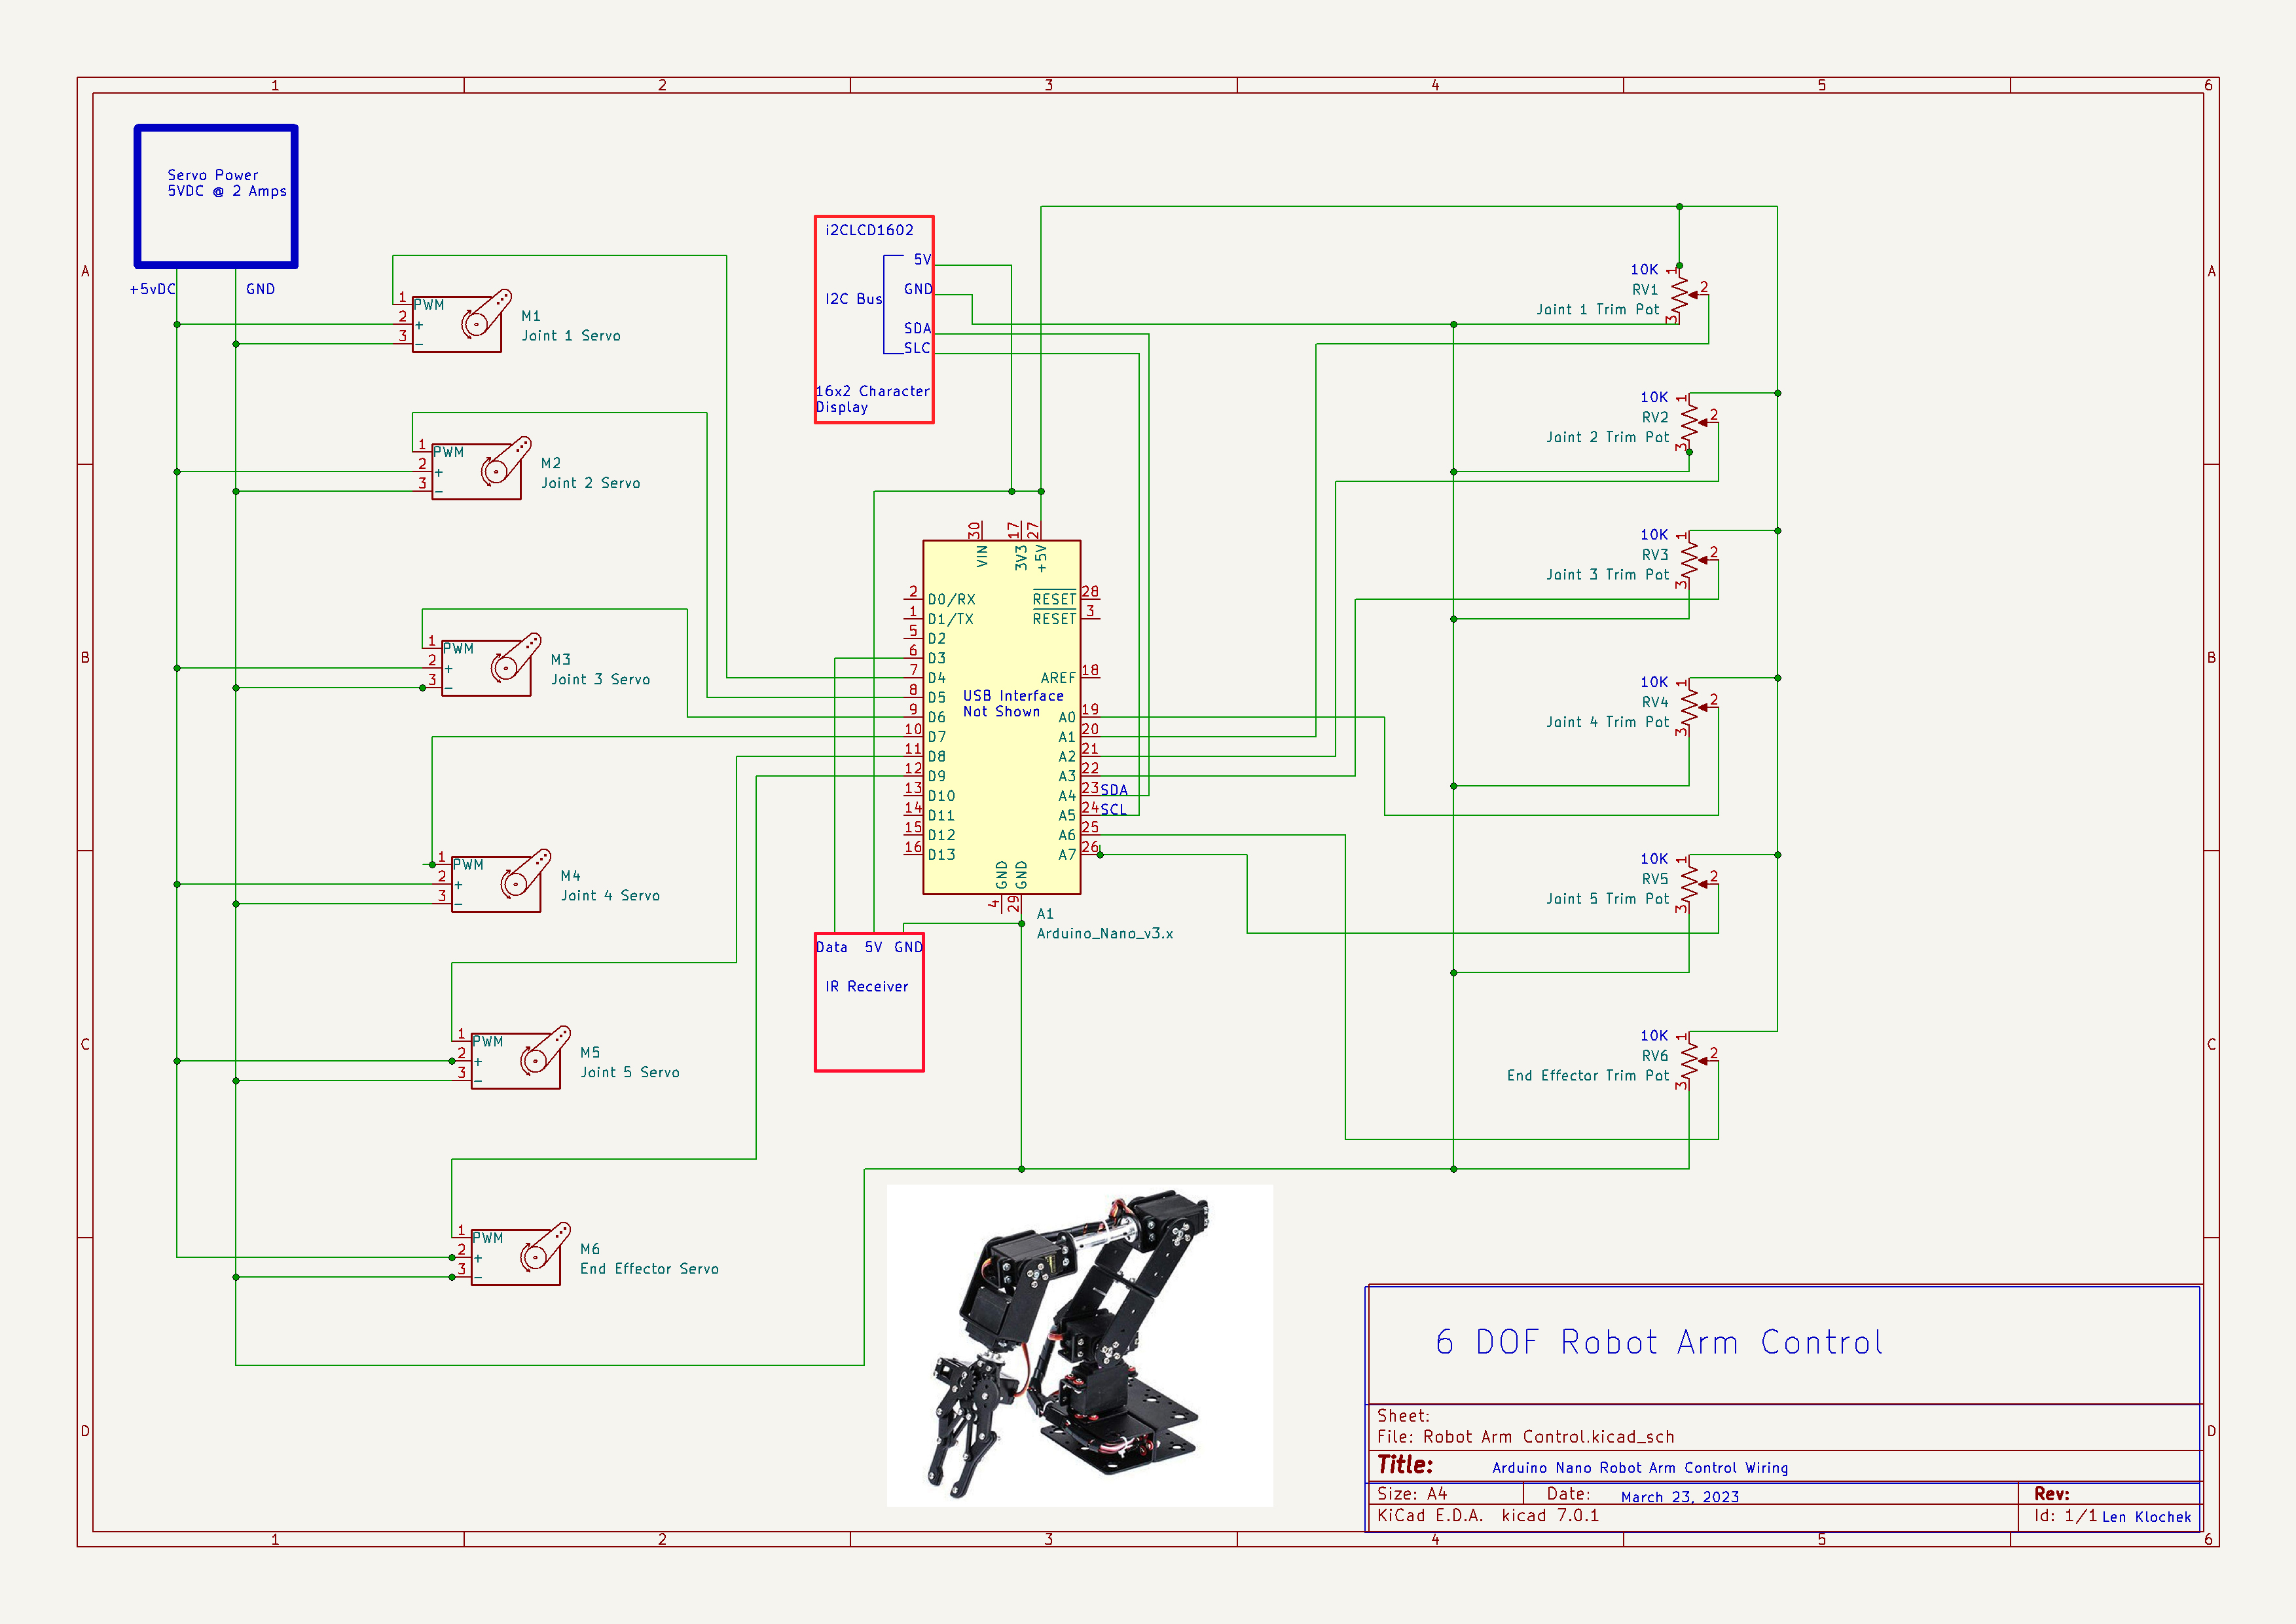 1 2 3 4 5 6
A
B
C
D
A
B
C
D
1 2 3 4 5 6
Servo Power
5VDC @ 2 Amps
+5vDC GND
1 PWM
2 +
3 -
M1
Joint 1 Servo
1 PWM
2 +
3 -
M2
Joint 2 Servo
1 PWM
2 +
3 -
M3
Joint 3 Servo
1 PWM
2 +
3 -
M4
Joint 4 Servo
1 PWM
2 +
3 -
M5
Joint 5 Servo
1 PWM
2 +
3 -
M6
End Effector Servo
i2CLCD1602
5V
GND
I2C Bus
SDA
SLC
16x2 Character
Display
30 17 27
VIN 3V3 +5V
2 D0/RX
1 D1/TX
5 D2
6 D3
7 D4
8 D5
9 D6
10 D7
11 D8
12 D9
13 D10
14 D11
15 D12
16 D13
RESET 28
RESET 3
AREF 18
USB Interface
Not Shown
A0 19
A1 20
A2 21
A3 22
A4 23 SDA
A5 24 SCL
A6 25
A7 26
GND GND
4 29
A1
Arduino_Nano_v3.x
Data 5V GND
IR Receiver
10K 1
RV1 2
Joint 1 Trim Pot
3
10K 1
RV2 2
Joint 2 Trim Pot
3
10K 1
RV3 2
Joint 3 Trim Pot
3
10K 1
RV4 2
Joint 4 Trim Pot
3
10K 1
RV5 2
Joint 5 Trim Pot
3
10K 1
RV6 2
End Effector Trim Pot
3
6 DOF Robot Arm Control
Sheet:
File: Robot Arm Control.kicad_sch
Title: Arduino Nano Robot Arm Control Wiring
Size: A4 Date: March 23, 2023 Rev:
KiCad E.D.A. kicad 7.0.1 Id: 1/1 Len Klochek